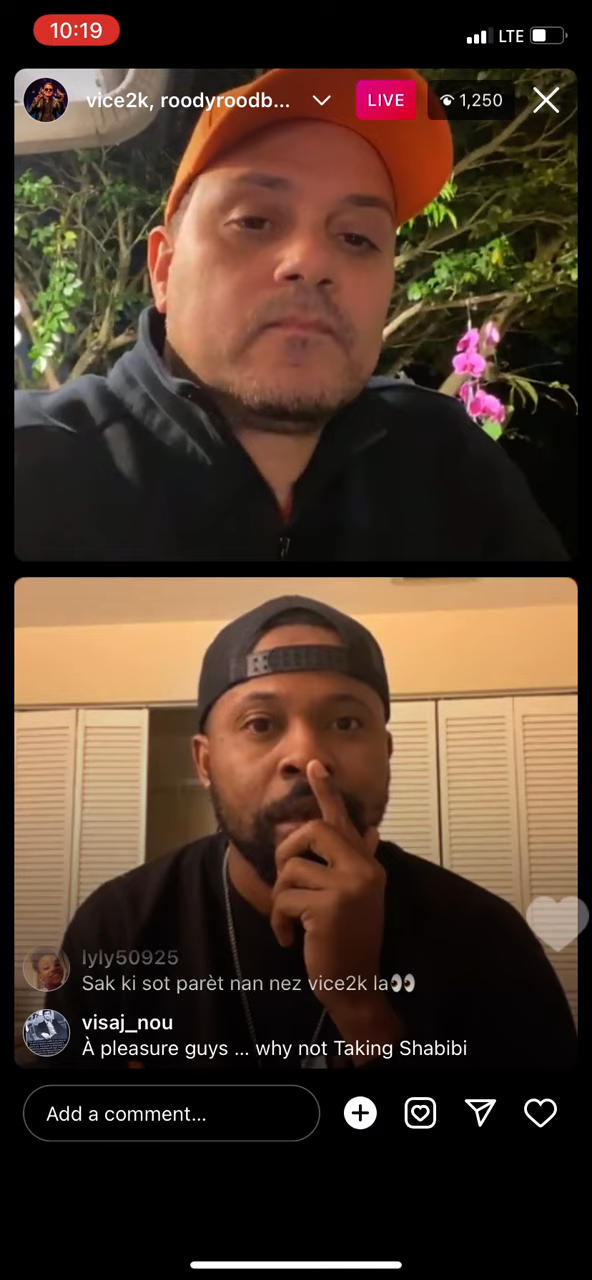 10:19
LTE
vice2k, roodyroodb...
LIVE
1,250
lyly50925
Sak ki sot parèt nan nez vice2k la👀
visaj_nou
À pleasure guys ... why not Taking Shabibi
Add a comment...